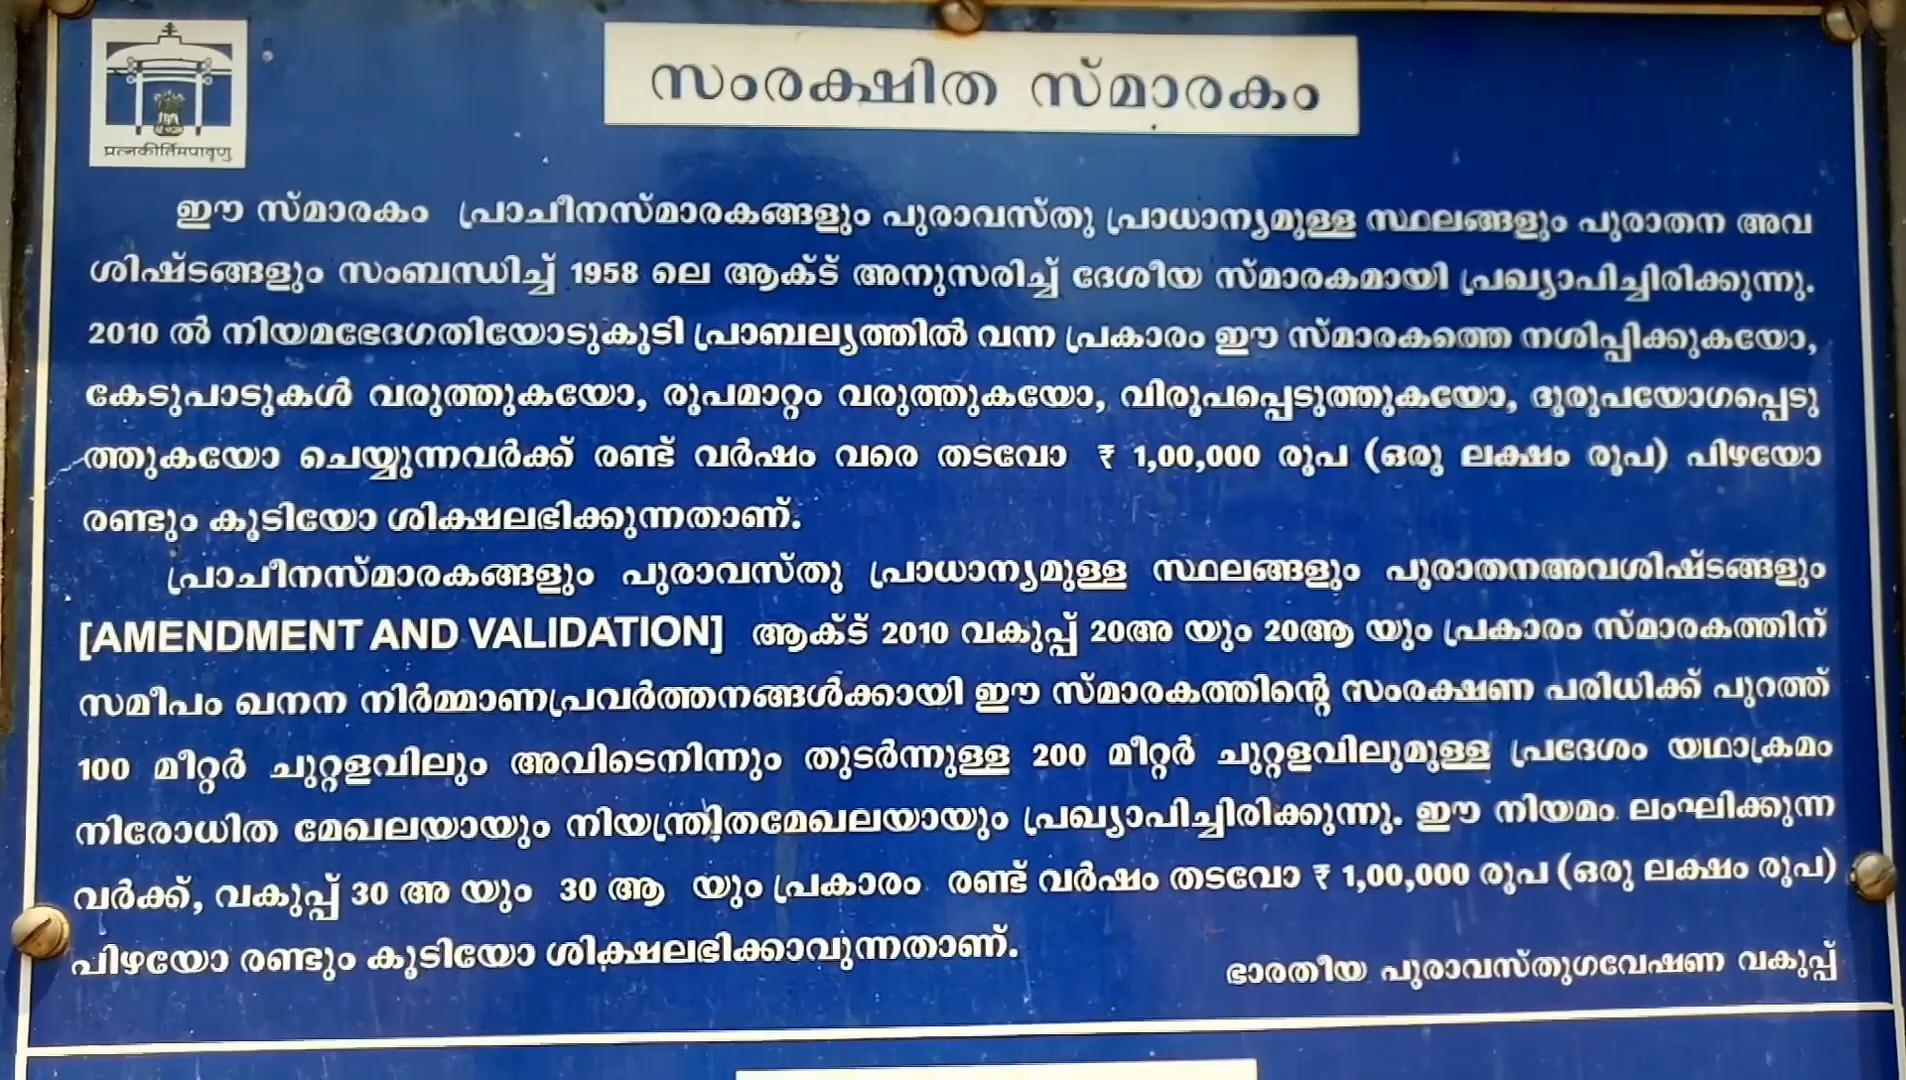 संरക്ഷിത സ്മാരകം
प्रत्नकीर्तिमपावृणु
ഈ സ്മാരകം പ്രാചീനസ്മാരകങ്ങളും പുരാവസ്തു പ്രാധാന്യമുള്ള സ്ഥലങ്ങളും പുരാതന അവ
ശിഷ്ടങ്ങളും സംബന്ധിച്ച് 1958 ലെ ആക്ട് അനുസരിച്ച് ദേശീയ സ്മാരകമായി പ്രഖ്യാപിച്ചിരിക്കുന്നു.
2010 ൽ നിയമഭേദഗതിയോടുകുടി പ്രാബല്യത്തിൽ വന്ന പ്രകാരം ഈ സ്മാരകത്തെ നശിപ്പിക്കുകയോ,
കേടുപാടുകൾ വരുത്തുകയോ, രൂപമാറ്റം വരുത്തുകയോ, വിരുപപ്പെടുത്തുകയോ, ദുരുപയോഗപ്പെടു
ത്തുകയോ ചെയ്യുന്നവർക്ക് രണ്ട് വർഷം വരെ തടവോ ₹ 1,00,000 രുപ (ഒരു ലക്ഷം രുപ) പിഴയോ
രണ്ടും കൂടിയോ ശിക്ഷലഭിക്കുന്നതാണ്.
പ്രാചീനസ്മാരകങ്ങളും പുരാവസ്തു പ്രാധാന്യമുള്ള സ്ഥലങ്ങളും പുരാതനഅവശിഷ്ടങ്ങളും
[AMENDMENT AND VALIDATION] ആക്ട് 2010 വകുപ്പ് 20അ യും 20ആ യും പ്രകാരം സ്മാരകത്തിന്
സമീപം ഖനന നിർമ്മാണപ്രവർത്തനങ്ങൾക്കായി ഈ സ്മാരകത്തിന്റെ സംരക്ഷണ പരിധിക്ക് പുറത്ത്
100 മീറ്റർ ചുറ്റളവിലും അവിടെനിന്നും തുടർന്നുള്ള 200 മീറ്റർ ചുറ്റളവിലുമുള്ള പ്രദേശം യഥാക്രമം
നിരോധിത മേഖലയായും നിയന്ത്രിതമേഖലയായും പ്രഖ്യാപിച്ചിരിക്കുന്നു. ഈ നിയമം ലംഘിക്കുന്ന
വർക്ക്, വകുപ്പ് 30 അ യും 30 ആ യും പ്രകാരം രണ്ട് വർഷം തടവോ ₹ 1,00,000 രൂപ (ഒരു ലക്ഷം രൂപ)
പിഴയോ രണ്ടും കൂടിയോ ശിക്ഷലഭിക്കാവുന്നതാണ്.
ഭാരതീയ പുരാവസ്തുഗവേഷണ വകുപ്പ്